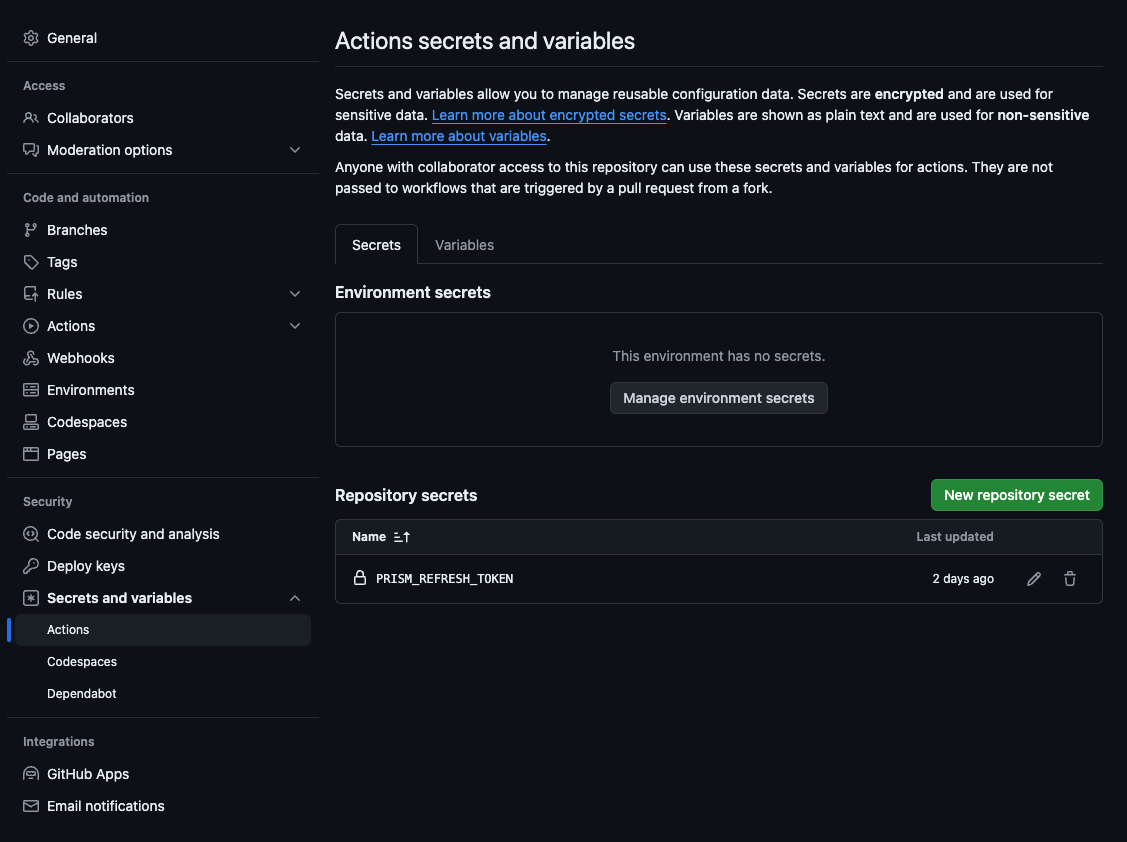 General
Access
Collaborators
Moderation options
Code and automation
Branches
Tags
Rules
Actions
Webhooks
Environments
Codespaces
Pages
Security
Code security and analysis
Deploy keys
Secrets and variables
Actions
Codespaces
Dependabot
Integrations
GitHub Apps
Email notifications
Actions secrets and variables
Secrets and variables allow you to manage reusable configuration data. Secrets are encrypted and are used for
sensitive data. Learn more about encrypted secrets. Variables are shown as plain text and are used for non-sensitive
data. Learn more about variables.
Anyone with collaborator access to this repository can use these secrets and variables for actions. They are not
passed to workflows that are triggered by a pull request from a fork.
Secrets Variables
Environment secrets
This environment has no secrets.
Manage environment secrets
Repository secrets New repository secret
Name Last updated
PRISM_REFRESH_TOKEN 2 days ago